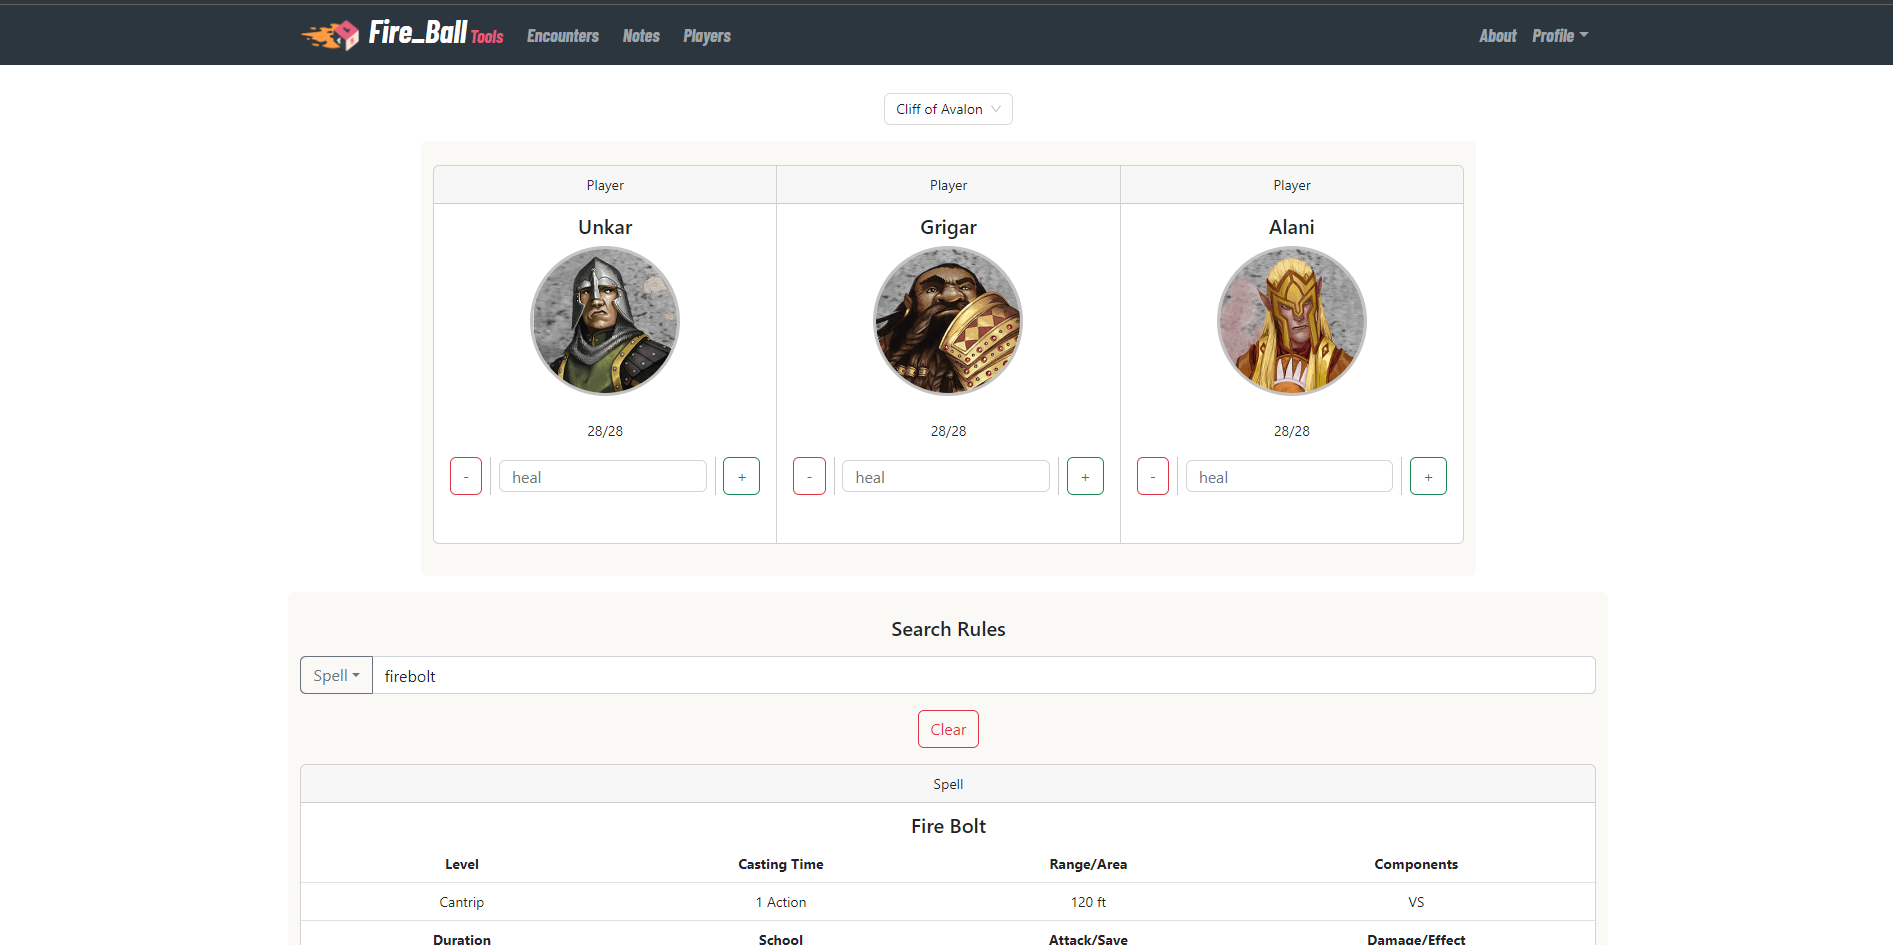 Fire_Ball Tools Encounters Notes Players About Profile
Cliff of Avalon
Player Player Player
Unkar Grigar Alani
28/28 28/28 28/28
- heal + - heal + - heal +
Search Rules
Spell firebolt
Clear
Spell
Fire Bolt
Level Casting Time Range/Area Components
Cantrip 1 Action 120 ft VS
Duration School Attack/Save Damage/Effect